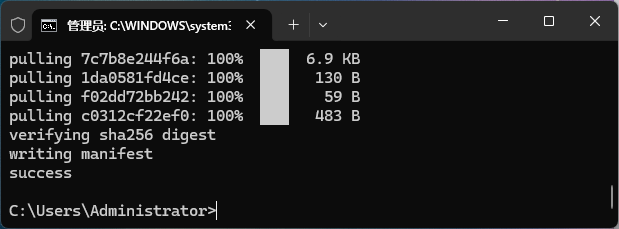 管理员: C:\WINDOWS\system3
pulling 7c7b8e244f6a: 100% 6.9 KB
pulling 1da0581fd4ce: 100% 130 B
pulling f02dd72bb242: 100% 59 B
pulling c0312cf22ef0: 100% 483 B
verifying sha256 digest
writing manifest
success
C:\Users\Administrator>